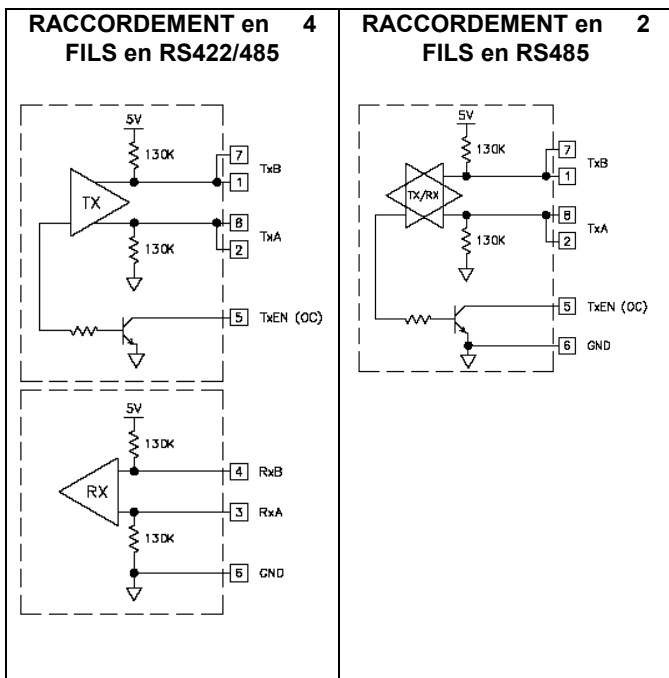 RACCORDEMENT en 4
FILS en RS422/485
5V
130K
7
TxB
1
TX
8
TxA
2
130K
5 TxEN (OC)
5V
130K
4 RxB
RX
3 RxA
130K
6 GND
RACCORDEMENT en 2
FILS en RS485
5V
130K
7
TxB
1
TX/RX
8
TxA
2
130K
5 TxEN (OC)
6 GND